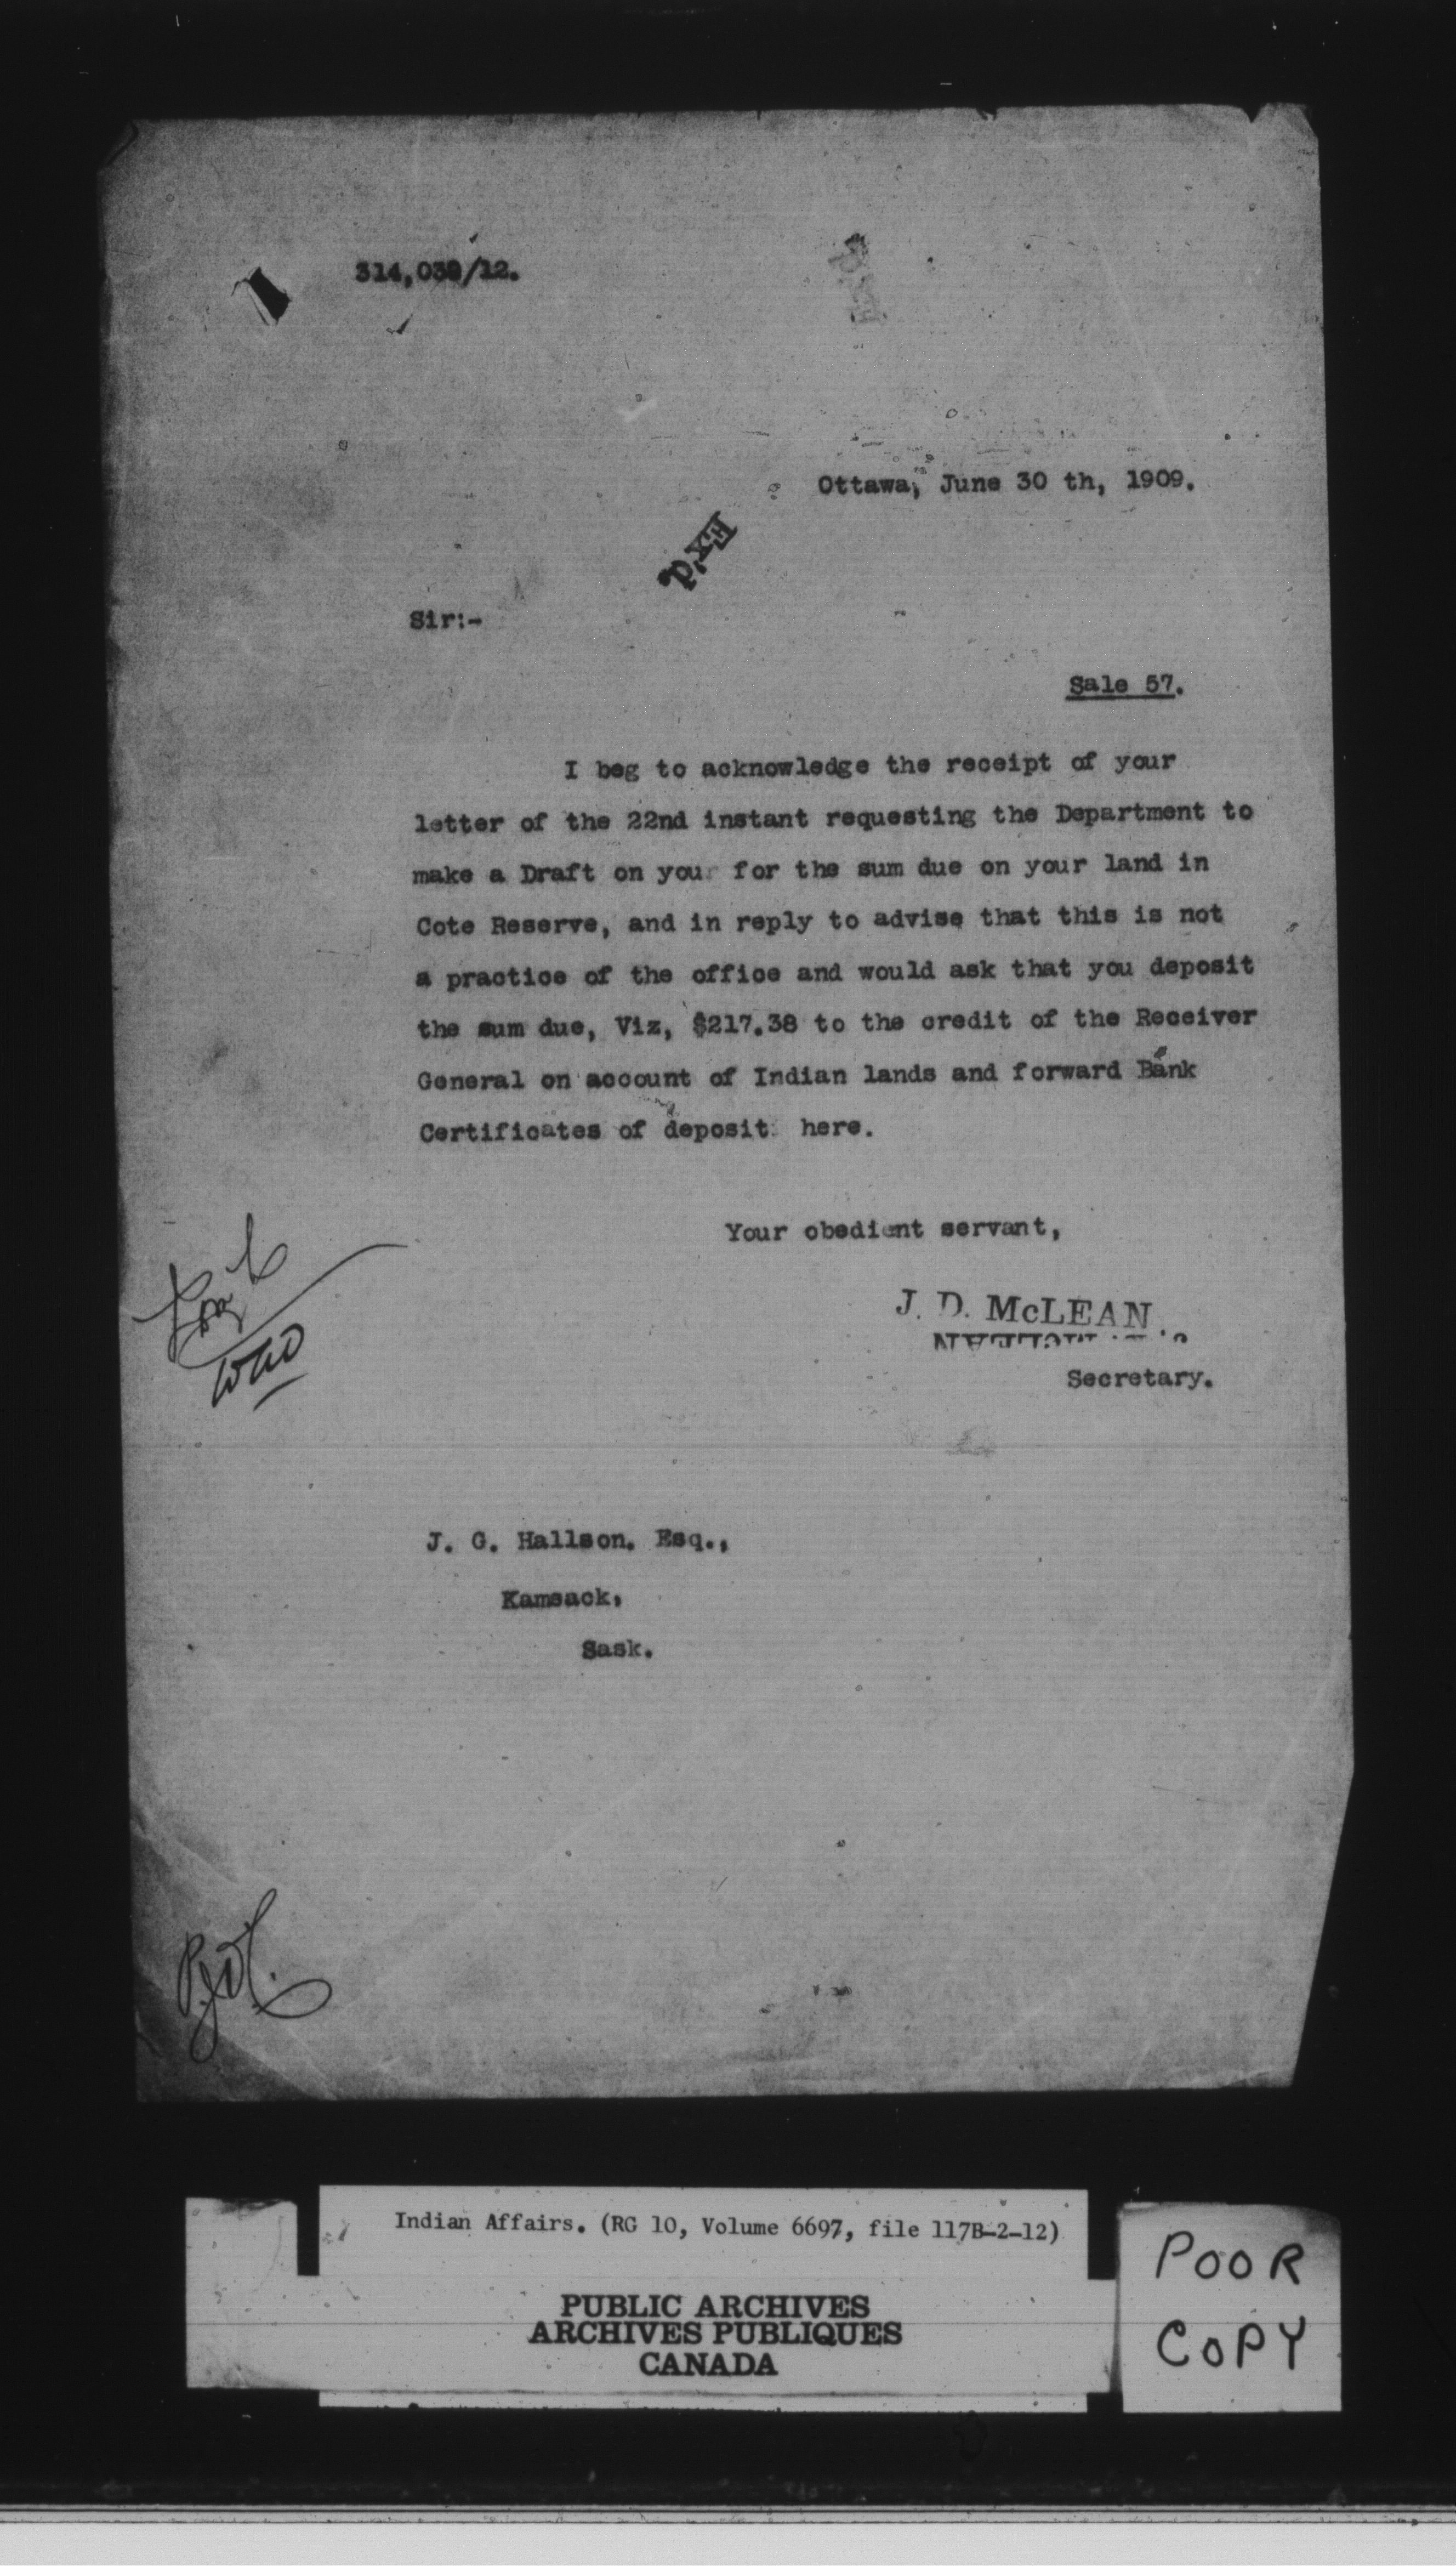 314,039/12.
Ottawa, June 30 th, 1909.
Ex'd.
Sir:-
Sale 57.
I beg to acknowledge the receipt of your
letter of the 22nd instant requesting the Department to
make a Draft on you for the sum due on your land in
Cote Reserve, and in reply to advise that this is not
a practice of the office and would ask that you deposit
the sum due, Viz, $217.38 to the credit of the Receiver
General on account of Indian lands and forward Bank
Certificates of deposit here.
Your obedient servant,
J. D. McLEAN
Secretary.
J. G. Hallson. Esq.,
Kamsack,
Sask.
Indian Affairs. (RG 10, Volume 6697, file 117B-2-12)
PUBLIC ARCHIVES
ARCHIVES PUBLIQUES
CANADA
POOR
COPY